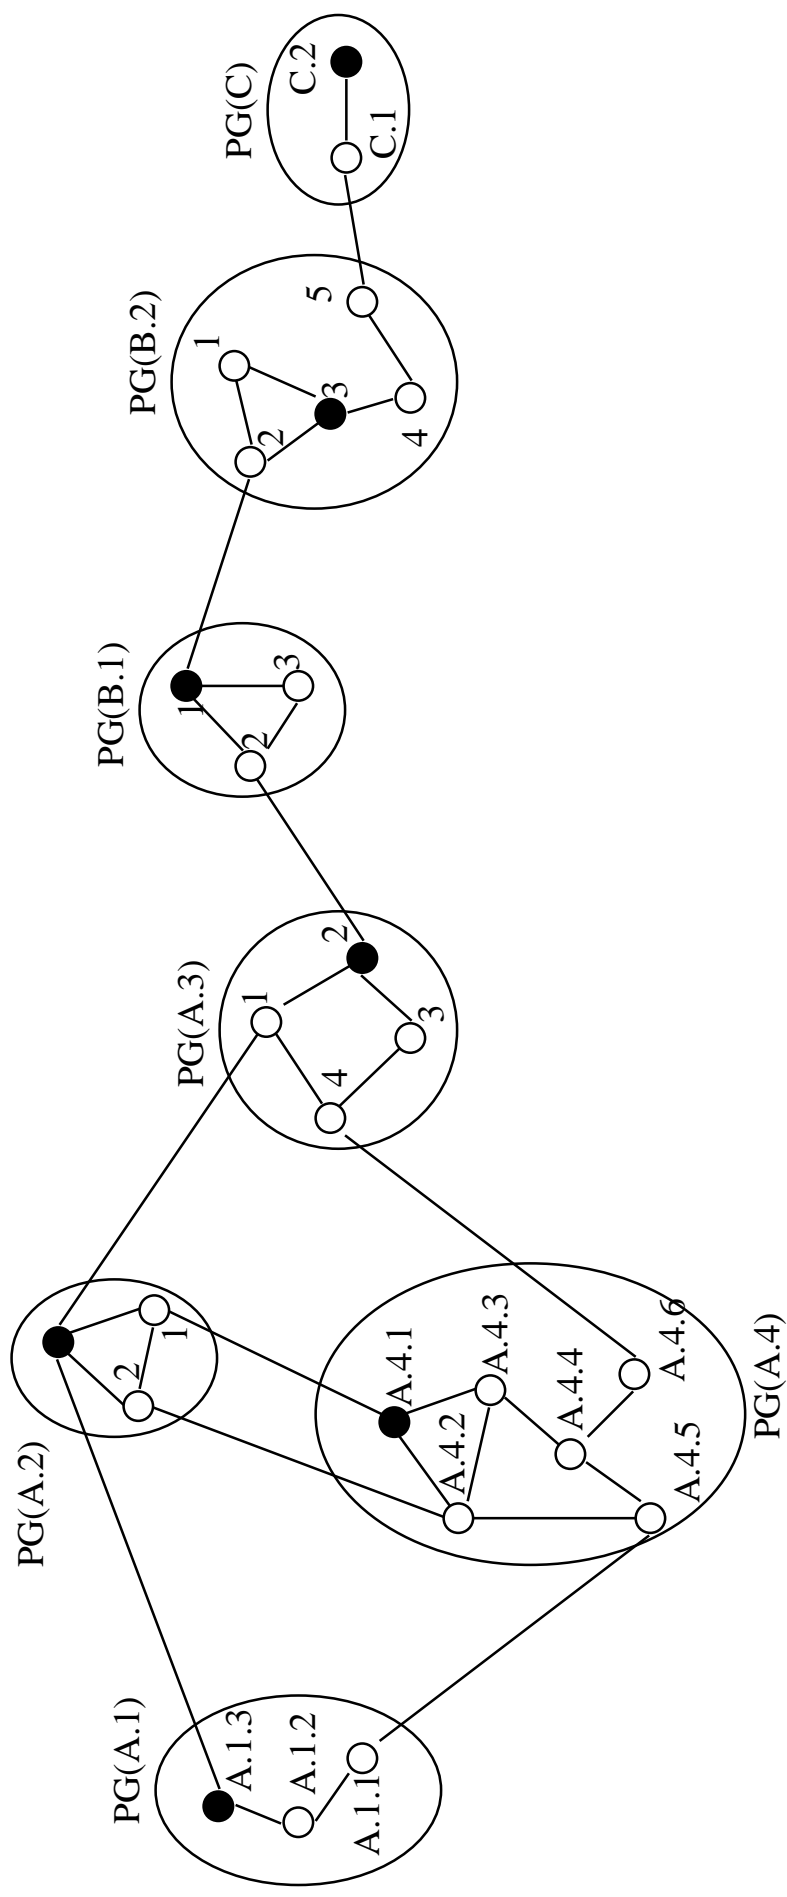 PG(A.1)
A.1.3
A.1.2
A.1.1
PG(A.2)
2
1
PG(A.4)
A.4.1
A.4.2
A.4.3
A.4.4
A.4.5
A.4.6
PG(A.3)
1
2
3
4
PG(B.1)
1
2
3
PG(B.2)
1
2
3
4
5
PG(C)
C.1
C.2